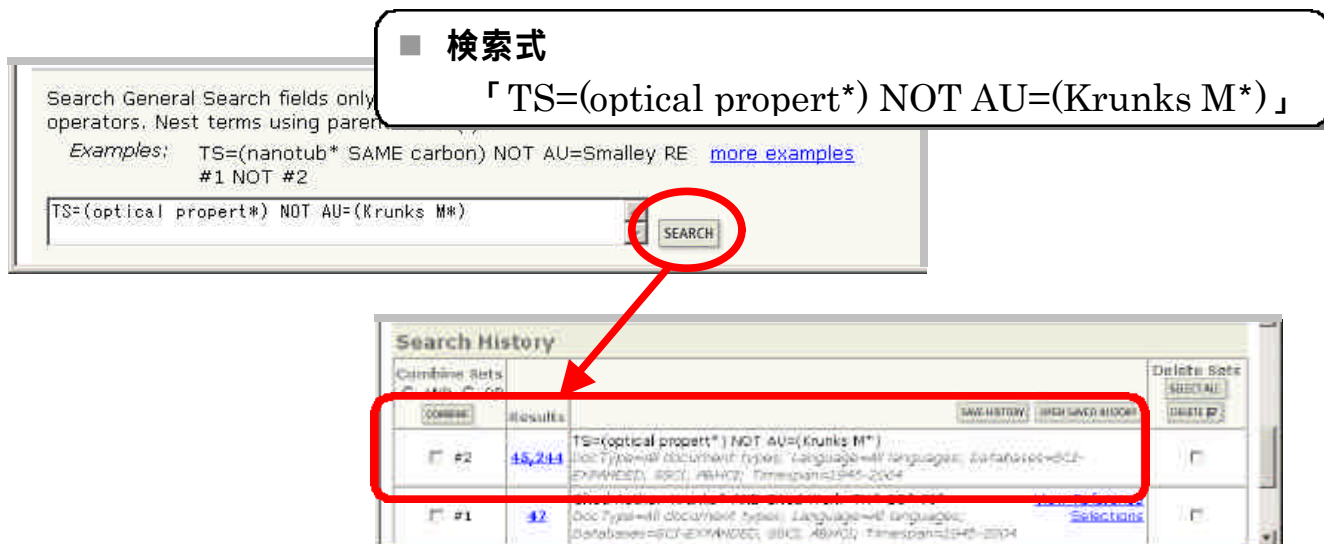 ■ 検索式
「TS=(optical propert*) NOT AU=(Krunks M*)」
Search General Search fields only
operators. Nest terms using paren
Examples: TS=(nanotub* SAME carbon) NOT AU=Smalley RE more examples
#1 NOT #2
TS=(optical propert*) NOT AU=(Krunks M*)
SEARCH
Search History
Combine Sets
Delete Sets
SELECT ALL
COMBINE
Results
SAVE HISTORY
OPEN SAVED HISTORY
DELETE
#2
45,244
TS=(optical propert*) NOT AU=(Krunks M*)
DocType=All document types; Language=All languages; Databases=SCI-
EXPANDED, SSCI, A&HCI; Timespan=1945-2004
#1
42
DocType=All document types; Language=All languages;
Selections
Databases=SCI-EXPANDED, SSCI, A&HCI; Timespan=1945-2004